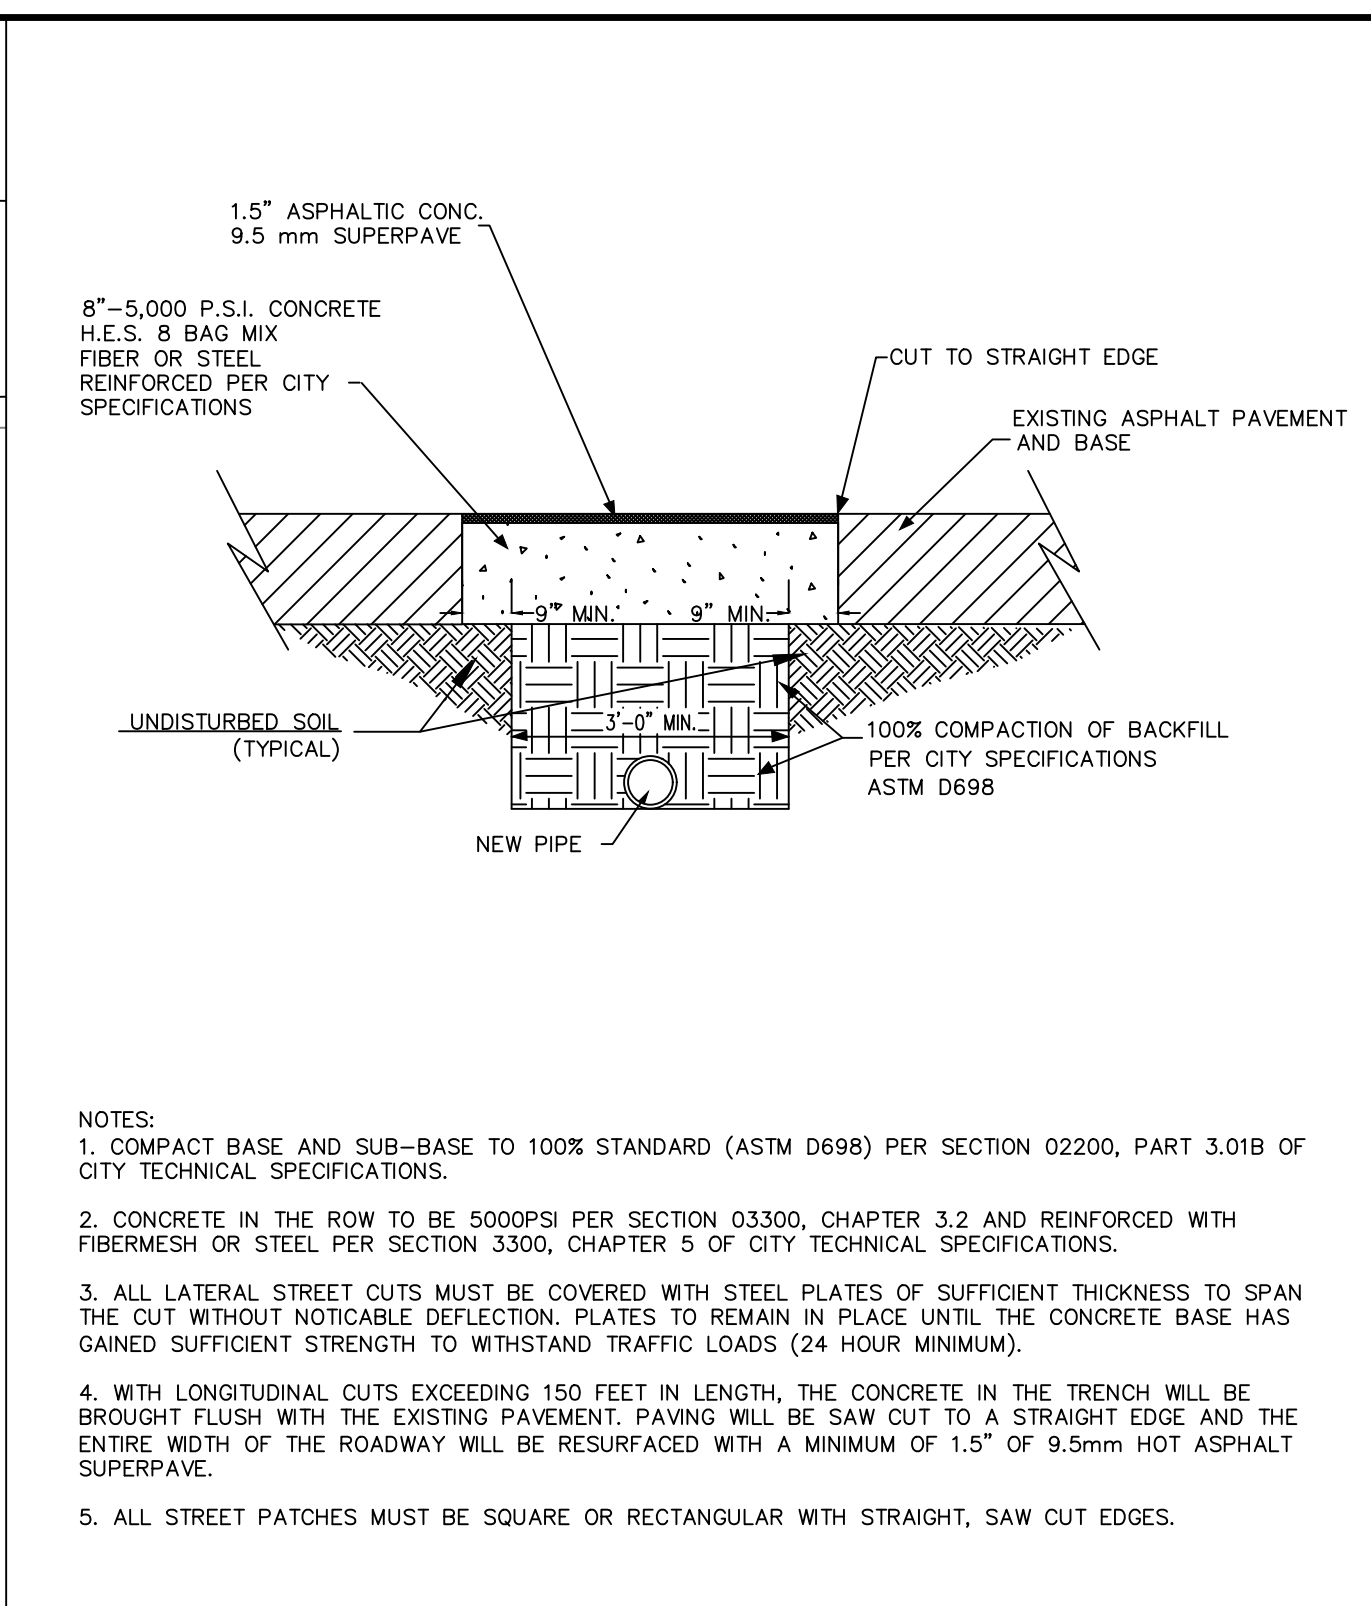 1.5” ASPHALTIC CONC.
9.5 mm SUPERPAVE
8”–5,000 P.S.I. CONCRETE
H.E.S. 8 BAG MIX
FIBER OR STEEL
REINFORCED PER CITY
SPECIFICATIONS
CUT TO STRAIGHT EDGE
EXISTING ASPHALT PAVEMENT
AND BASE
9” MIN.
9” MIN.
UNDISTURBED SOIL
(TYPICAL)
3’–0” MIN.
100% COMPACTION OF BACKFILL
PER CITY SPECIFICATIONS
ASTM D698
NEW PIPE
NOTES:
1. COMPACT BASE AND SUB–BASE TO 100% STANDARD (ASTM D698) PER SECTION 02200, PART 3.01B OF
CITY TECHNICAL SPECIFICATIONS.
2. CONCRETE IN THE ROW TO BE 5000PSI PER SECTION 03300, CHAPTER 3.2 AND REINFORCED WITH
FIBERMESH OR STEEL PER SECTION 3300, CHAPTER 5 OF CITY TECHNICAL SPECIFICATIONS.
3. ALL LATERAL STREET CUTS MUST BE COVERED WITH STEEL PLATES OF SUFFICIENT THICKNESS TO SPAN
THE CUT WITHOUT NOTICABLE DEFLECTION. PLATES TO REMAIN IN PLACE UNTIL THE CONCRETE BASE HAS
GAINED SUFFICIENT STRENGTH TO WITHSTAND TRAFFIC LOADS (24 HOUR MINIMUM).
4. WITH LONGITUDINAL CUTS EXCEEDING 150 FEET IN LENGTH, THE CONCRETE IN THE TRENCH WILL BE
BROUGHT FLUSH WITH THE EXISTING PAVEMENT. PAVING WILL BE SAW CUT TO A STRAIGHT EDGE AND THE
ENTIRE WIDTH OF THE ROADWAY WILL BE RESURFACED WITH A MINIMUM OF 1.5” OF 9.5mm HOT ASPHALT
SUPERPAVE.
5. ALL STREET PATCHES MUST BE SQUARE OR RECTANGULAR WITH STRAIGHT, SAW CUT EDGES.